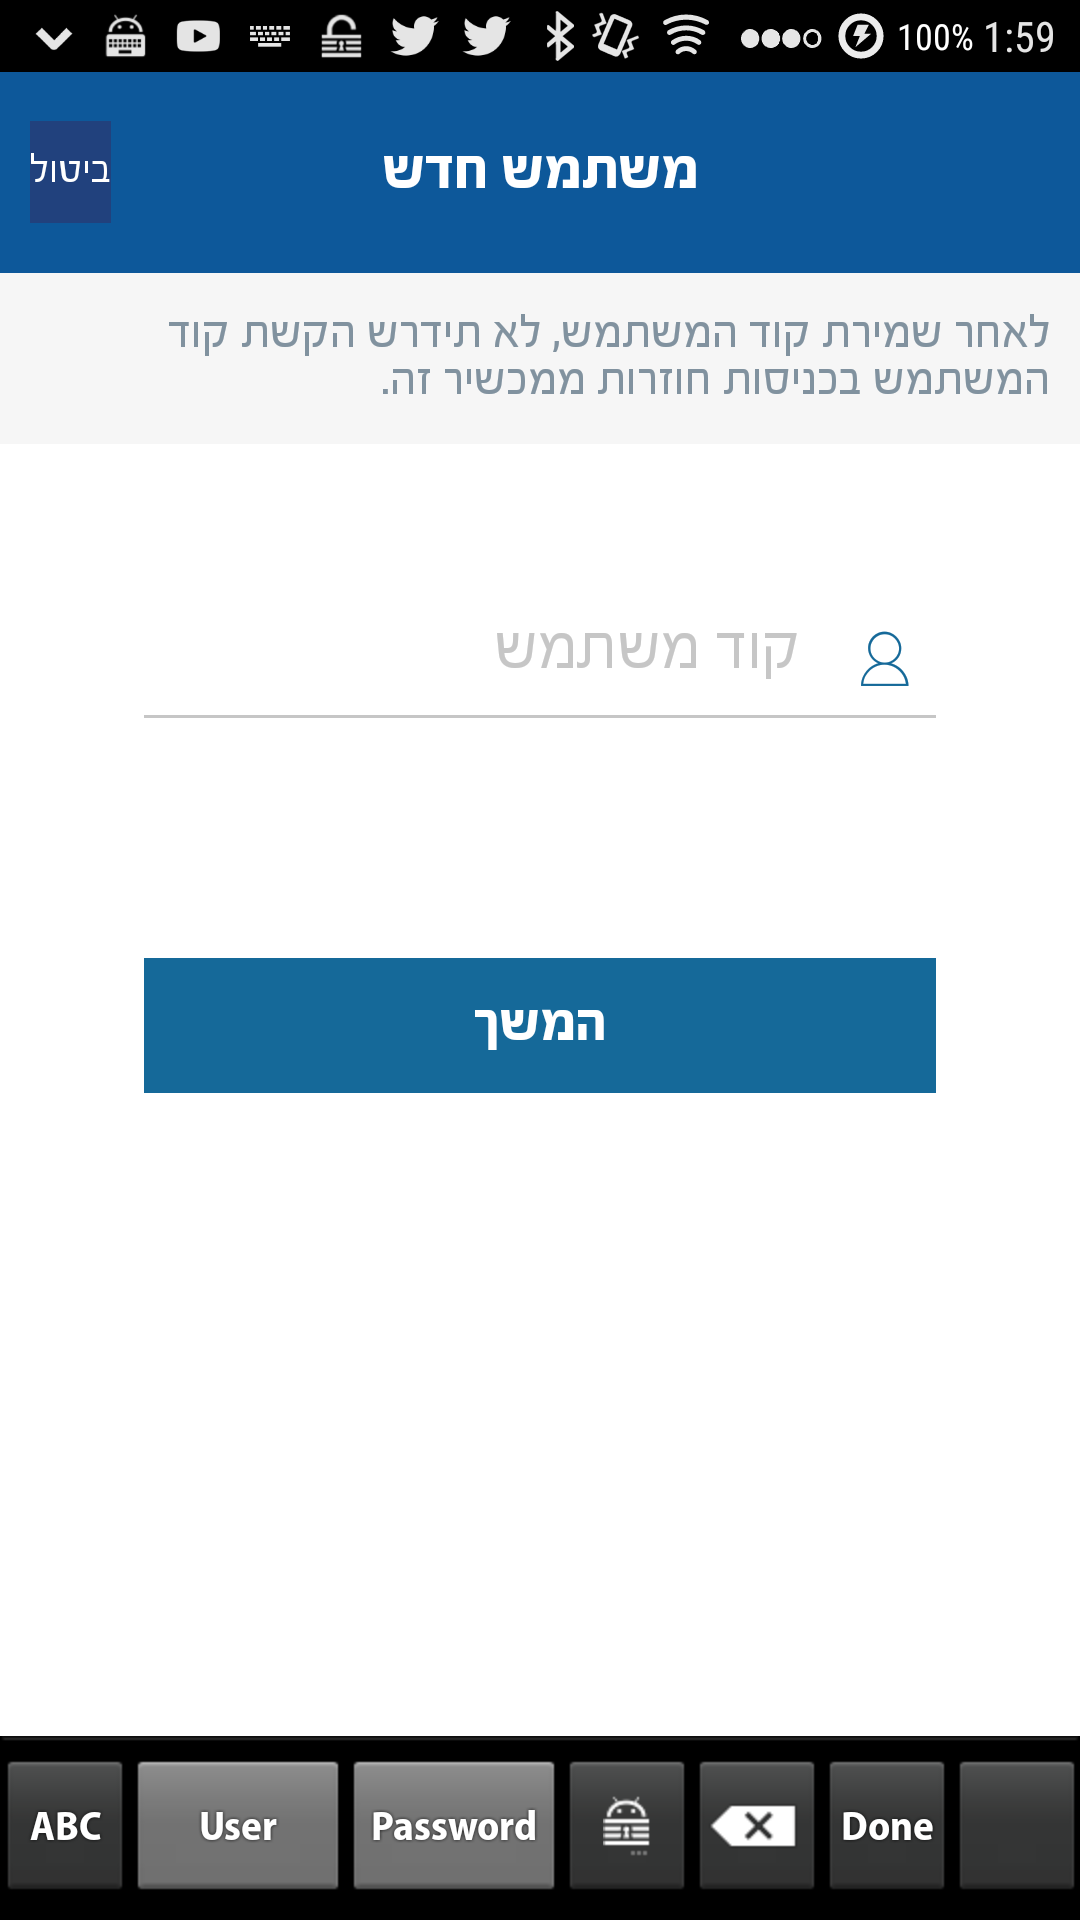 100% 1:59
ביטול
משתמש חדש
לאחר שמירת קוד המשתמש, לא תידרש הקשת קוד
המשתמש בכניסות חוזרות ממכשיר זה.
קוד משתמש
המשך
ABC User Password Done